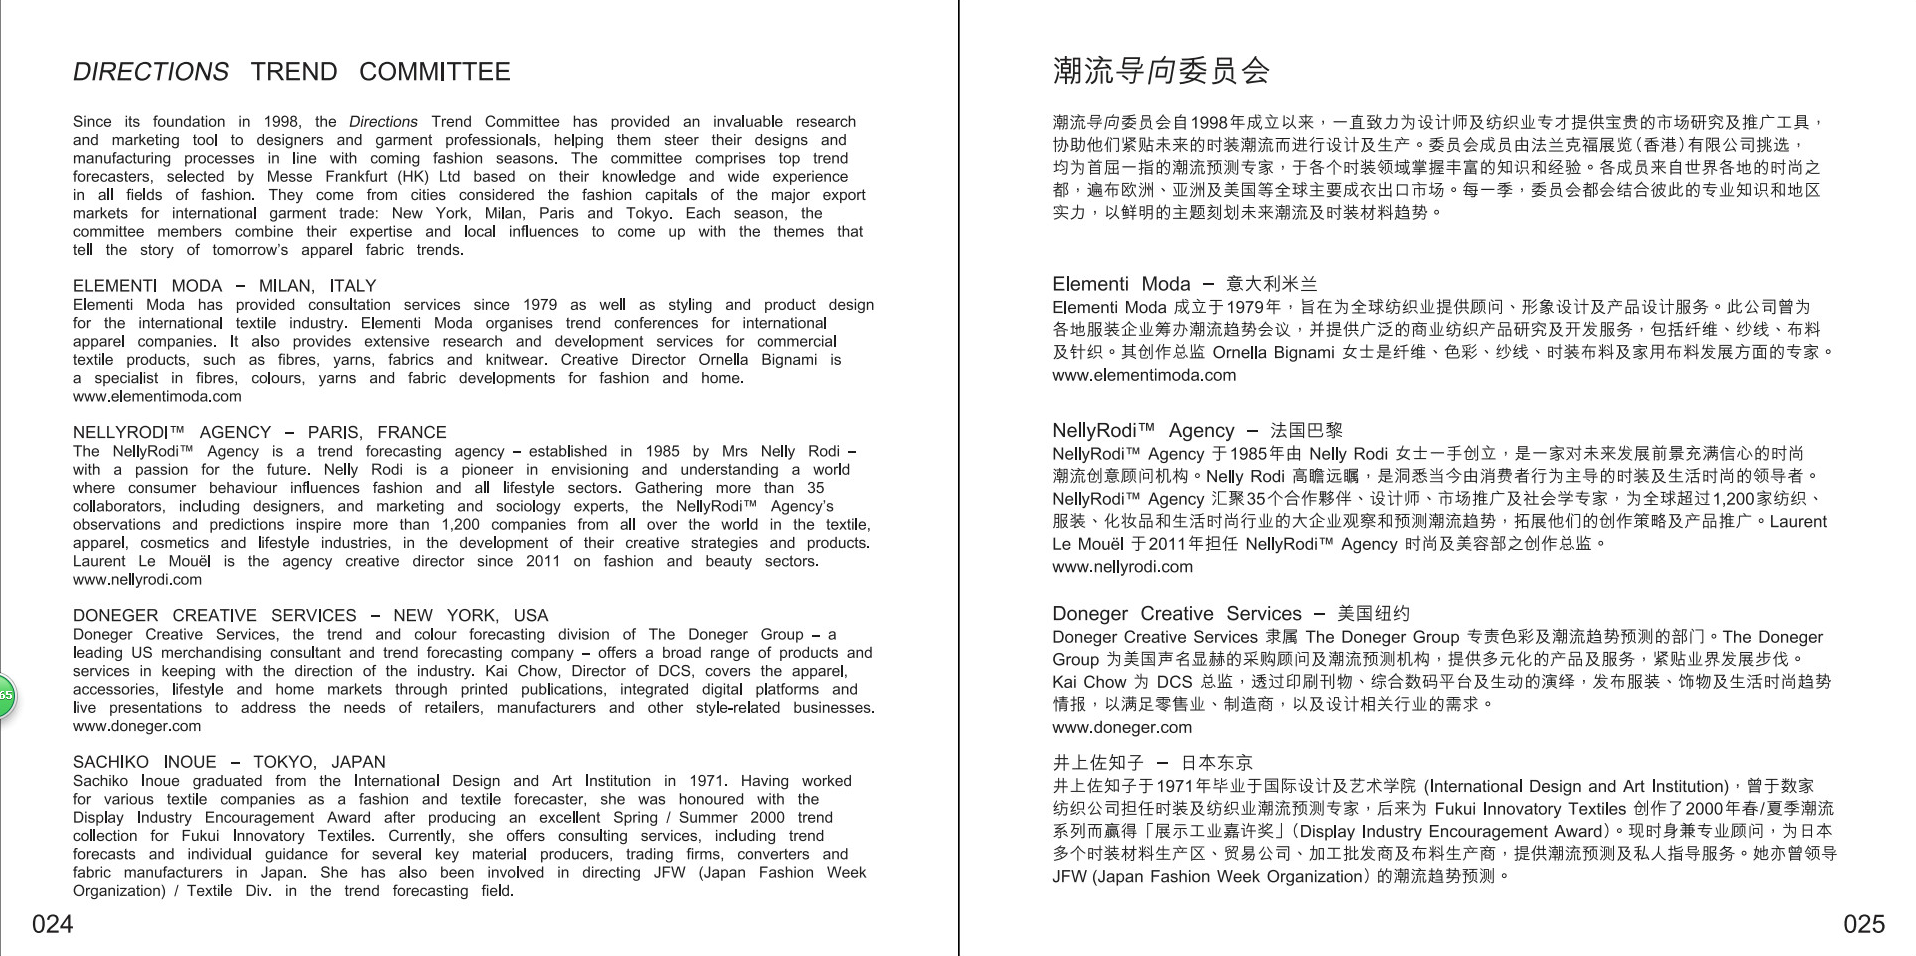 DIRECTIONS TREND COMMITTEE
Since its foundation in 1998, the Directions Trend Committee has provided an invaluable research
and marketing tool to designers and garment professionals, helping them steer their designs and
manufacturing processes in line with coming fashion seasons. The committee comprises top trend
forecasters, selected by Messe Frankfurt (HK) Ltd based on their knowledge and wide experience
in all fields of fashion. They come from cities considered the fashion capitals of the major export
markets for international garment trade: New York, Milan, Paris and Tokyo. Each season, the
committee members combine their expertise and local influences to come up with the themes that
tell the story of tomorrow's apparel fabric trends.
ELEMENTI MODA – MILAN, ITALY
Elementi Moda has provided consultation services since 1979 as well as styling and product design
for the international textile industry. Elementi Moda organises trend conferences for international
apparel companies. It also provides extensive research and development services for commercial
textile products, such as fibres, yarns, fabrics and knitwear. Creative Director Ornella Bignami is
a specialist in fibres, colours, yarns and fabric developments for fashion and home.
www.elementimoda.com
NELLYRODI™ AGENCY – PARIS, FRANCE
The NellyRodi™ Agency is a trend forecasting agency – established in 1985 by Mrs Nelly Rodi –
with a passion for the future. Nelly Rodi is a pioneer in envisioning and understanding a world
where consumer behaviour influences fashion and all lifestyle sectors. Gathering more than 35
collaborators, including designers, and marketing and sociology experts, the NellyRodi™ Agency's
observations and predictions inspire more than 1,200 companies from all over the world in the textile,
apparel, cosmetics and lifestyle industries, in the development of their creative strategies and products.
Laurent Le Mouël is the agency creative director since 2011 on fashion and beauty sectors.
www.nellyrodi.com
DONEGER CREATIVE SERVICES – NEW YORK, USA
Doneger Creative Services, the trend and colour forecasting division of The Doneger Group – a
leading US merchandising consultant and trend forecasting company – offers a broad range of products and
services in keeping with the direction of the industry. Kai Chow, Director of DCS, covers the apparel,
accessories, lifestyle and home markets through printed publications, integrated digital platforms and
live presentations to address the needs of retailers, manufacturers and other style-related businesses.
www.doneger.com
SACHIKO INOUE – TOKYO, JAPAN
Sachiko Inoue graduated from the International Design and Art Institution in 1971. Having worked
for various textile companies as a fashion and textile forecaster, she was honoured with the
Display Industry Encouragement Award after producing an excellent Spring / Summer 2000 trend
collection for Fukui Innovatory Textiles. Currently, she offers consulting services, including trend
forecasts and individual guidance for several key material producers, trading firms, converters and
fabric manufacturers in Japan. She has also been involved in directing JFW (Japan Fashion Week
Organization) / Textile Div. in the trend forecasting field.
024
65
潮流导向委员会
潮流导向委员会自1998年成立以来，一直致力为设计师及纺织业专才提供宝贵的市场研究及推广工具，
协助他们紧贴未来的时装潮流而进行设计及生产。委员会成员由法兰克福展览（香港）有限公司挑选，
均为首屈一指的潮流预测专家，于各个时装领域掌握丰富的知识和经验。各成员来自世界各地的时尚之
都，遍布欧洲、亚洲及美国等全球主要成衣出口市场。每一季，委员会都会结合彼此的专业知识和地区
实力，以鲜明的主题刻划未来潮流及时装材料趋势。
Elementi Moda – 意大利米兰
Elementi Moda 成立于1979年，旨在为全球纺织业提供顾问、形象设计及产品设计服务。此公司曾为
各地服装企业筹办潮流趋势会议，并提供广泛的商业纺织产品研究及开发服务，包括纤维、纱线、布料
及针织。其创作总监 Ornella Bignami 女士是纤维、色彩、纱线、时装布料及家用布料发展方面的专家。
www.elementimoda.com
NellyRodi™ Agency – 法国巴黎
NellyRodi™ Agency 于1985年由 Nelly Rodi 女士一手创立，是一家对未来发展前景充满信心的时尚
潮流创意顾问机构。Nelly Rodi 高瞻远瞩，是洞悉当今由消费者行为主导的时装及生活时尚的领导者。
NellyRodi™ Agency 汇聚35个合作夥伴、设计师、市场推广及社会学专家，为全球超过1,200家纺织、
服装、化妆品和生活时尚行业的大企业观察和预测潮流趋势，拓展他们的创作策略及产品推广。Laurent
Le Mouël 于2011年担任 NellyRodi™ Agency 时尚及美容部之创作总监。
www.nellyrodi.com
Doneger Creative Services – 美国纽约
Doneger Creative Services 隶属 The Doneger Group 专责色彩及潮流趋势预测的部门。The Doneger
Group 为美国声名显赫的采购顾问及潮流预测机构，提供多元化的产品及服务，紧贴业界发展步伐。
Kai Chow 为 DCS 总监，透过印刷刊物、综合数码平台及生动的演绎，发布服装、饰物及生活时尚趋势
情报，以满足零售业、制造商，以及设计相关行业的需求。
www.doneger.com
井上佐知子 – 日本东京
井上佐知子于1971年毕业于国际设计及艺术学院 (International Design and Art Institution)，曾于数家
纺织公司担任时装及纺织业潮流预测专家，后来为 Fukui Innovatory Textiles 创作了2000年春/夏季潮流
系列而赢得「展示工业嘉许奖」(Display Industry Encouragement Award)。现时身兼专业顾问，为日本
多个时装材料生产区、贸易公司、加工批发商及布料生产商，提供潮流预测及私人指导服务。她亦曾领导
JFW (Japan Fashion Week Organization) 的潮流趋势预测。
025